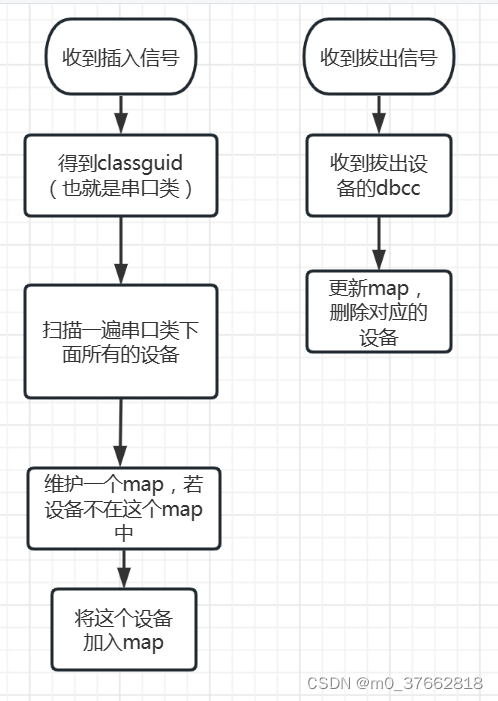 收到插入信号
得到classguid
（也就是串口类）
扫描一遍串口类下
面所有的设备
维护一个map，若
设备不在这个map
中
将这个设备
加入map
收到拔出信号
收到拔出设
备的dbcc
更新map，
删除对应的
设备
CSDN @m0_37662818